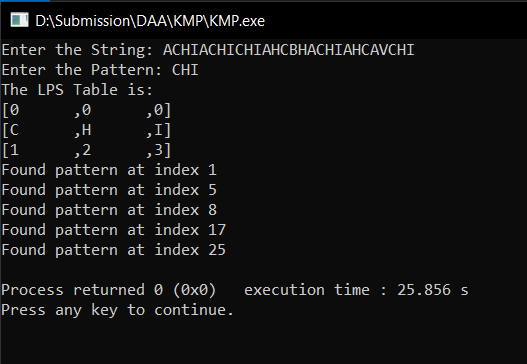 D:\Submission\DAA\KMP\KMP.exe
Enter the String: ACHIACHICHIAHCBHACHIAHCAVCHI
Enter the Pattern: CHI
The LPS Table is:
[0      ,0      ,0]
[C      ,H      ,I]
[1      ,2      ,3]
Found pattern at index 1
Found pattern at index 5
Found pattern at index 8
Found pattern at index 17
Found pattern at index 25
Process returned 0 (0x0)   execution time : 25.856 s
Press any key to continue.